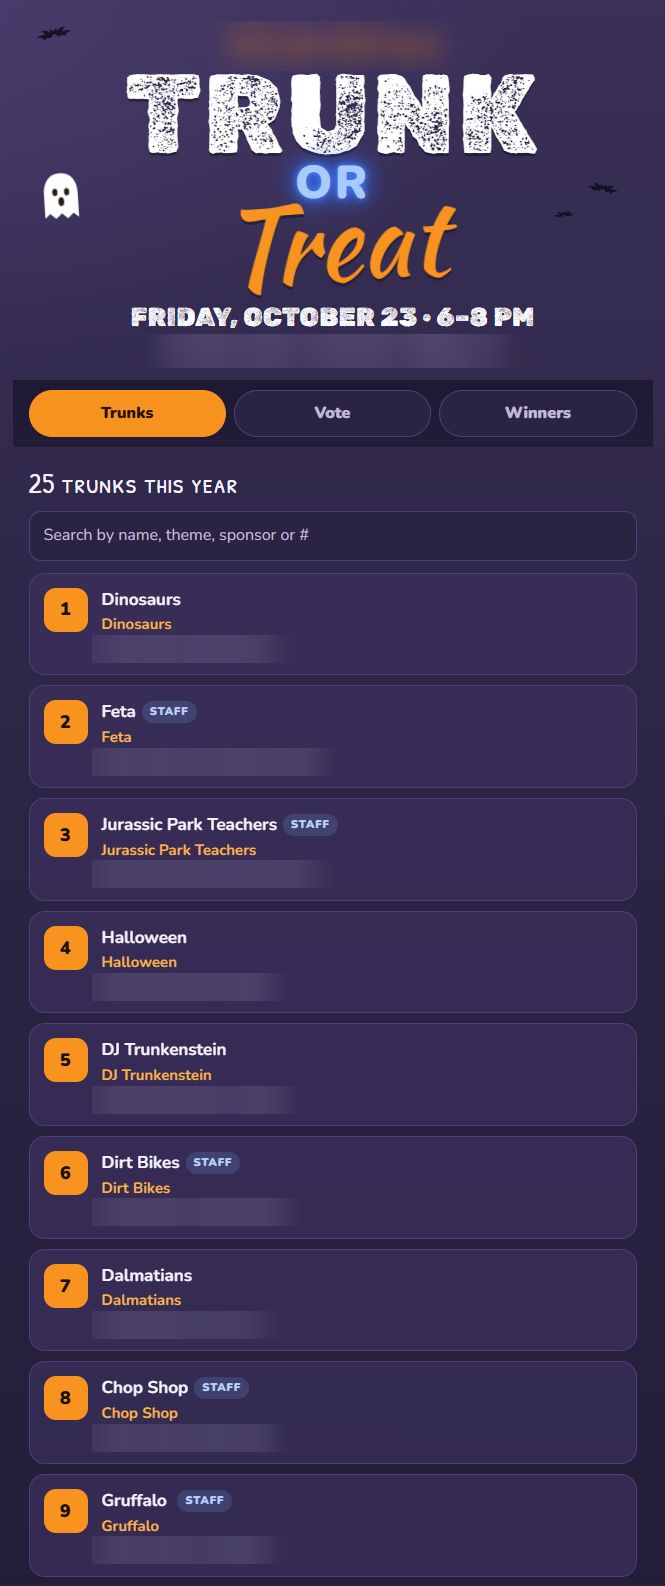 TRUNK
OR
Treat
FRIDAY, OCTOBER 23 • 6–8 PM
Trunks
Vote
Winners
25 TRUNKS THIS YEAR
Search by name, theme, sponsor or #
1
Dinosaurs
Dinosaurs
2
Feta STAFF
Feta
3
Jurassic Park Teachers STAFF
Jurassic Park Teachers
4
Halloween
Halloween
5
DJ Trunkenstein
DJ Trunkenstein
6
Dirt Bikes STAFF
Dirt Bikes
7
Dalmatians
Dalmatians
8
Chop Shop STAFF
Chop Shop
9
Gruffalo STAFF
Gruffalo